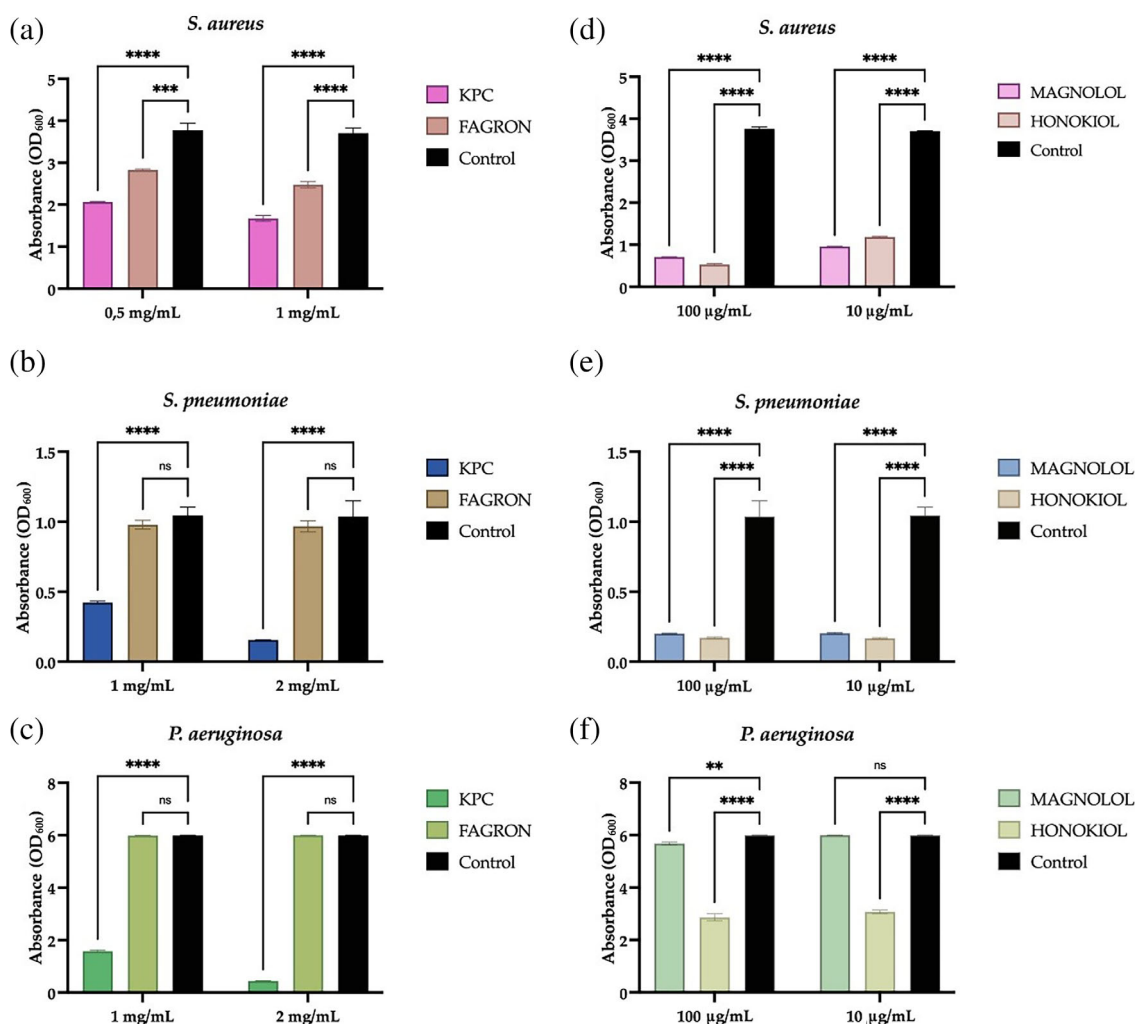 (a)
S. aureus
****
****
***
****
5
4
3
2
1
0
Absorbance (OD600)
0,5 mg/mL
1 mg/mL
KPC
FAGRON
Control
(d)
S. aureus
****
****
****
****
5
4
3
2
1
0
Absorbance (OD600)
100 µg/mL
10 µg/mL
MAGNOLOL
HONOKIOL
Control
(b)
S. pneumoniae
****
****
ns
ns
1.5
1.0
0.5
0.0
Absorbance (OD600)
1 mg/mL
2 mg/mL
KPC
FAGRON
Control
(e)
S. pneumoniae
****
****
****
****
1.5
1.0
0.5
0.0
Absorbance (OD600)
100 µg/mL
10 µg/mL
MAGNOLOL
HONOKIOL
Control
(c)
P. aeruginosa
****
****
ns
ns
8
6
4
2
0
Absorbance (OD600)
1 mg/mL
2 mg/mL
KPC
FAGRON
Control
(f)
P. aeruginosa
**
ns
****
****
8
6
4
2
0
Absorbance (OD600)
100 µg/mL
10 µg/mL
MAGNOLOL
HONOKIOL
Control